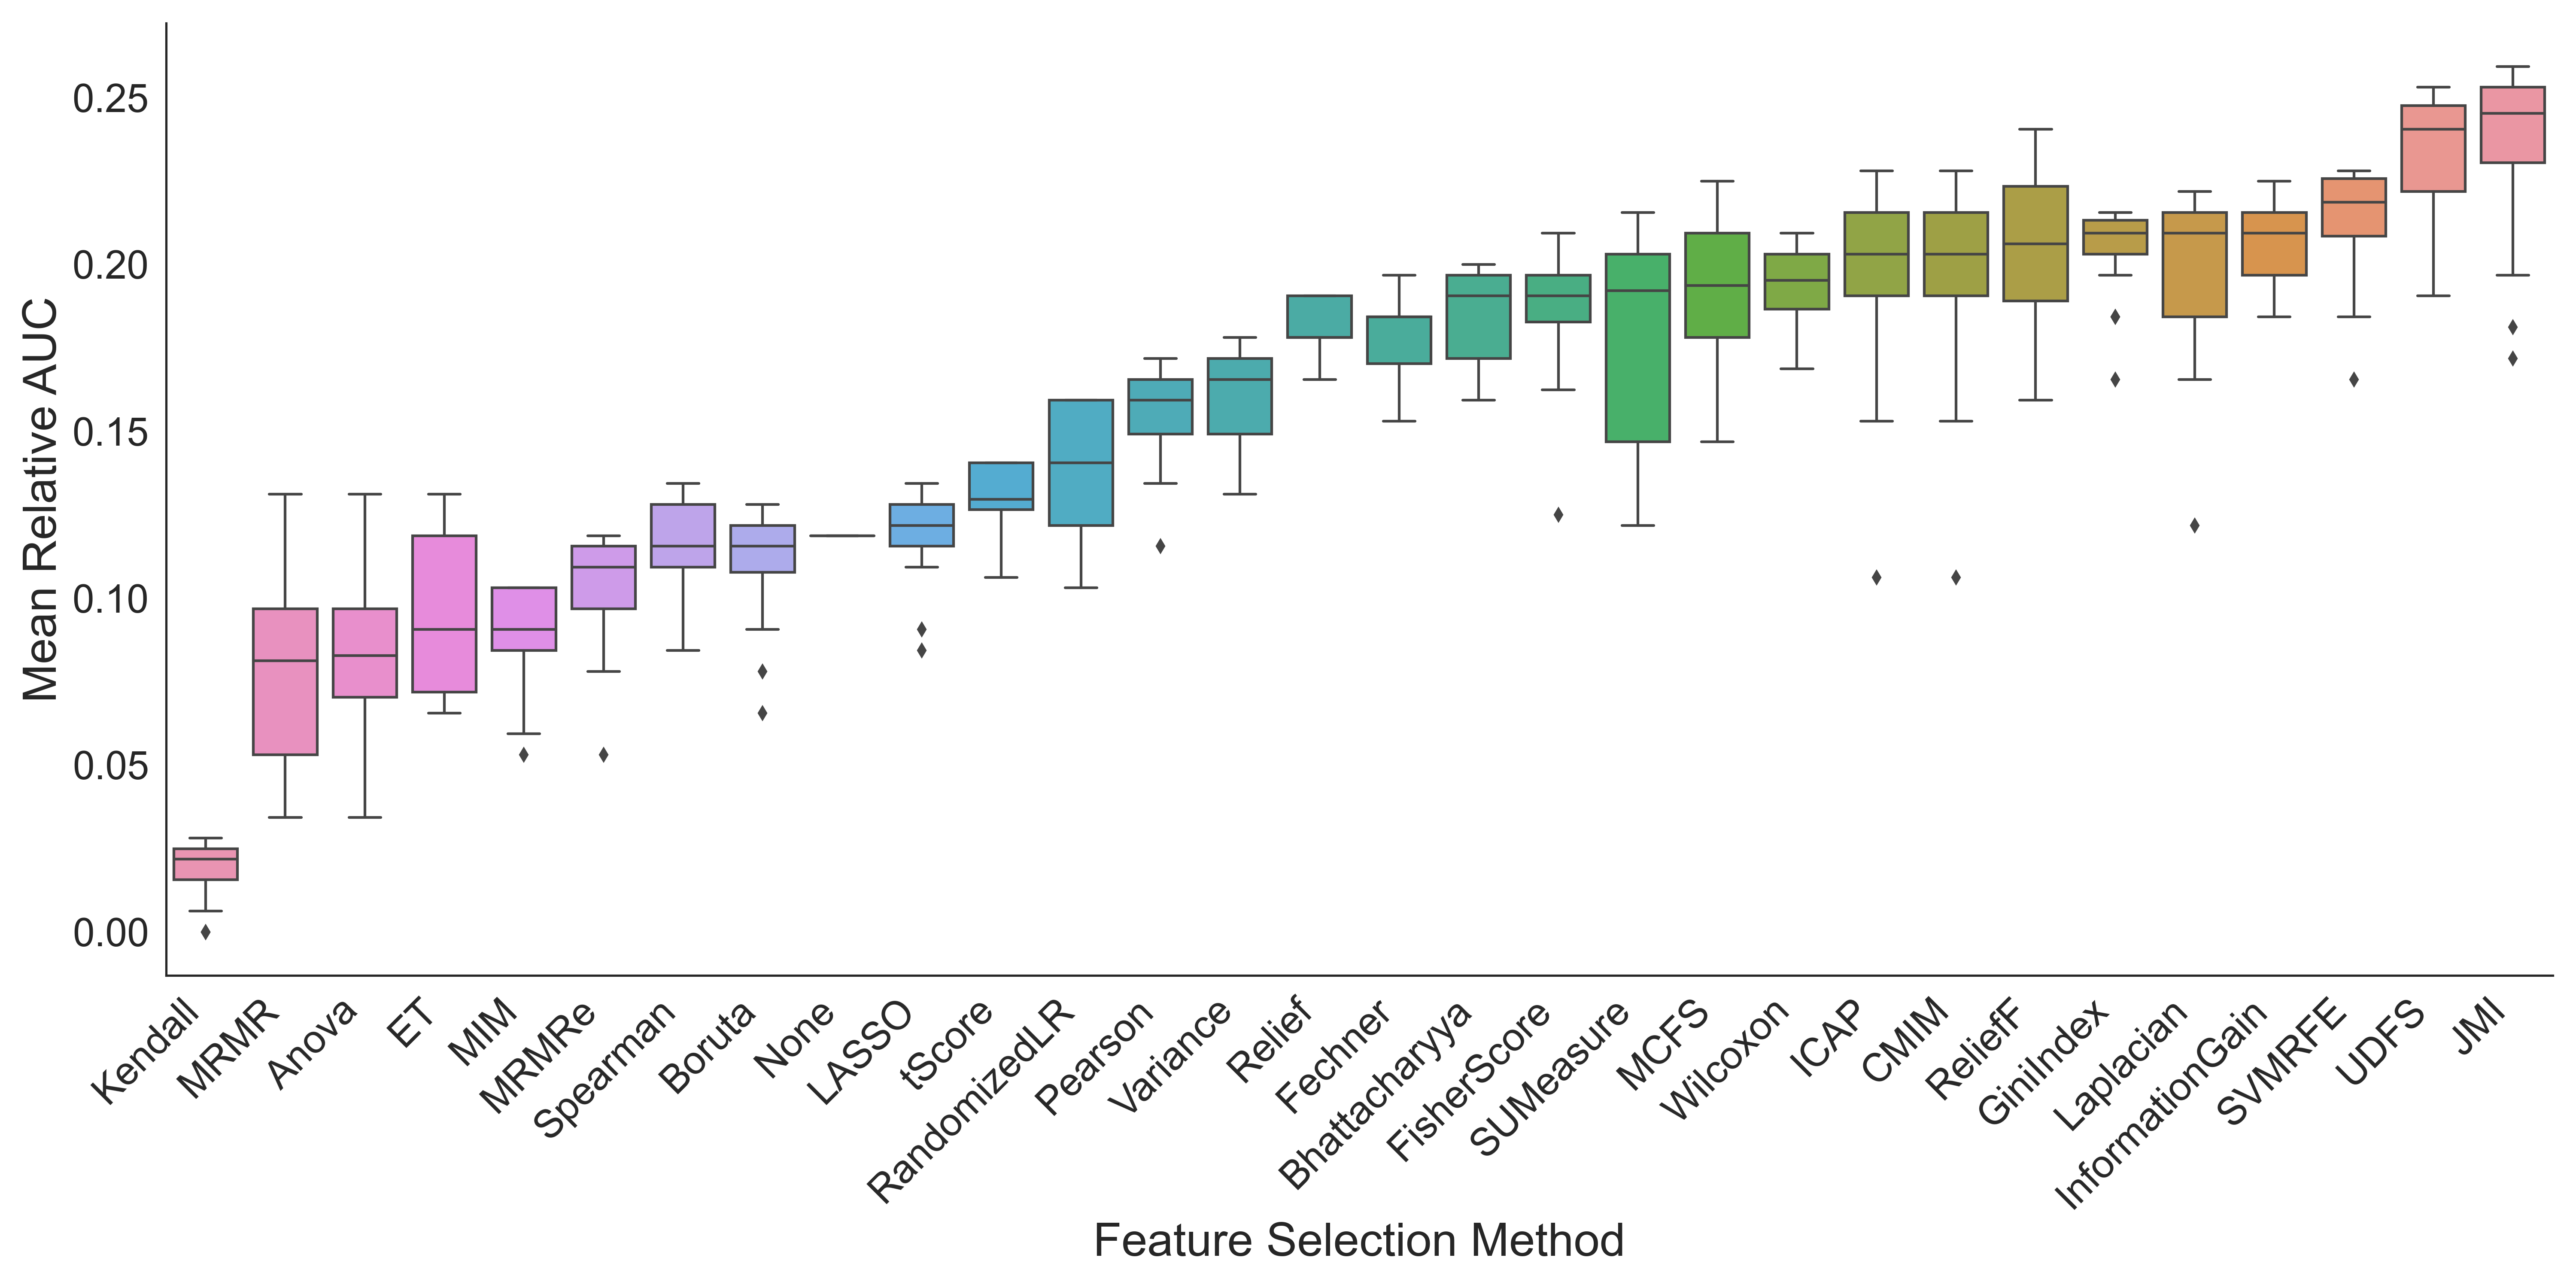 Mean Relative AUC
0.25
0.20
0.15
0.10
0.05
0.00
Kendall
MRMR
Anova
ET
MIM
MRMRe
Spearman
Boruta
None
LASSO
tScore
RandomizedLR
Pearson
Variance
Relief
Fechner
Bhattacharyya
FisherScore
SUMeasure
MCFS
Wilcoxon
ICAP
CMIM
ReliefF
GiniIndex
Laplacian
InformationGain
SVMRFE
UDFS
JMI
Feature Selection Method